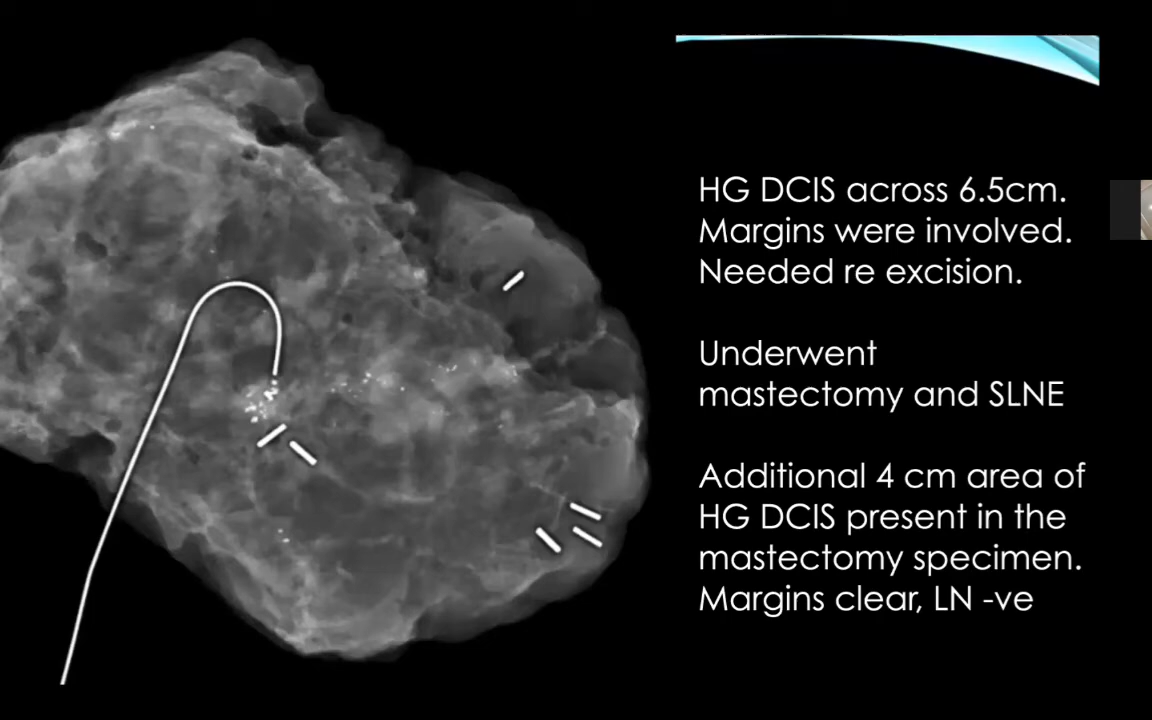 HG DCIS across 6.5cm.
Margins were involved.
Needed re excision.
Underwent
mastectomy and SLNE
Additional 4 cm area of
HG DCIS present in the
mastectomy specimen.
Margins clear, LN -ve